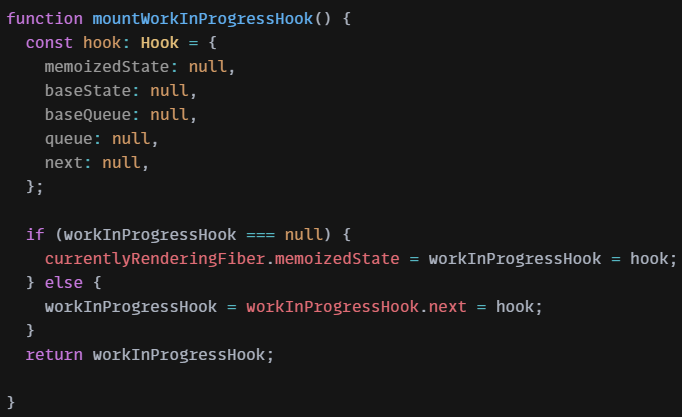 function mountWorkInProgressHook() {
  const hook: Hook = {
    memoizedState: null,
    baseState: null,
    baseQueue: null,
    queue: null,
    next: null,
  };

  if (workInProgressHook === null) {
    currentlyRenderingFiber.memoizedState = workInProgressHook = hook;
  } else {
    workInProgressHook = workInProgressHook.next = hook;
  }
  return workInProgressHook;

}